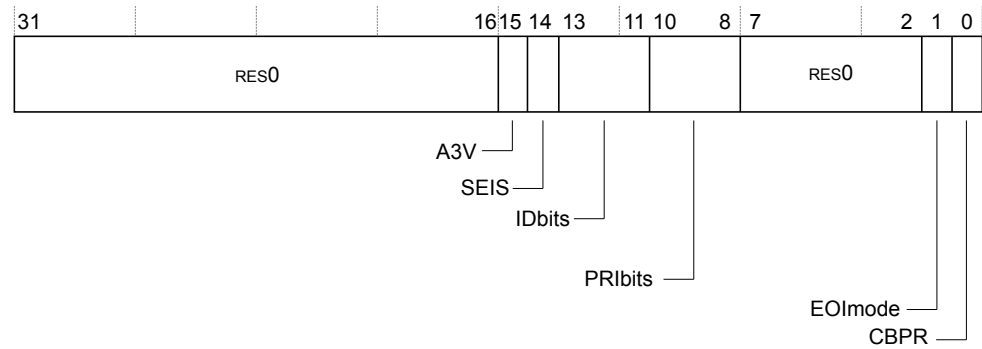 31 16 15 14 13 11 10 8 7 2 1 0
RES0 RES0
A3V
SEIS
IDbits
PRIbits
EOImode
CBPR